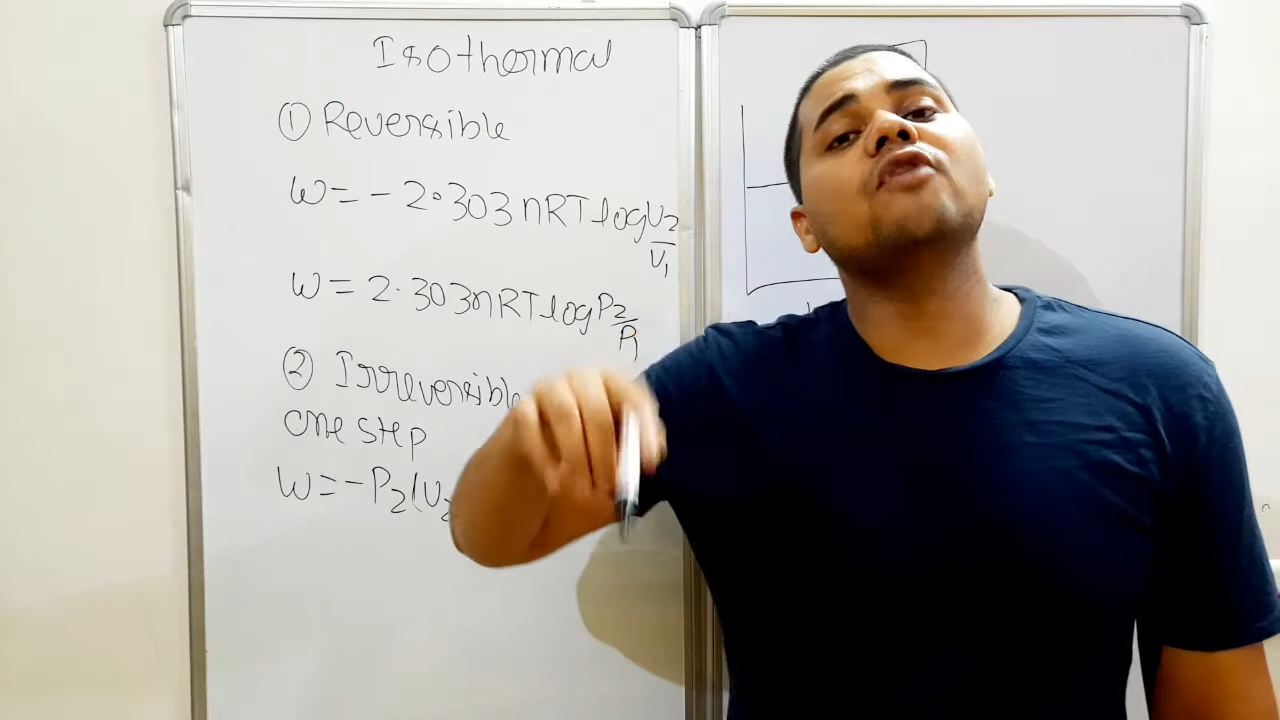 Isothermal
① Reversible
W = - 2.303 nRT log V2/V1
W = 2.303 nRT log P2/P1
② Irreversible
one step
W = - P2 (V2